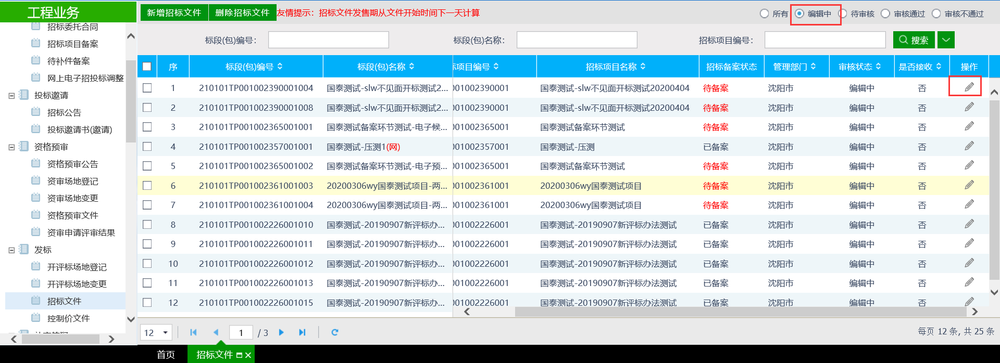 工程业务
招标委托合同
招标项目备案
待补件备案
网上电子招投标调整
投标邀请
招标公告
投标邀请书(邀请)
资格预审
资格预审公告
资审场地登记
资审场地变更
资格预审文件
资审申请评审结果
发标
开评标场地登记
开评标场地变更
招标文件
控制价文件
新增招标文件 删除招标文件 友情提示：招标文件发售期从文件开始时间下一天计算 所有 编辑中 待审核 审核通过 审核不通过
标段(包)编号： 标段(包)名称： 招标项目编号： 搜索
序 标段(包)编号 标段(包)名称 标项目编号 招标项目名称 招标备案状态 管理部门 审核状态 是否接收 操作
1 210101TP001002390001004 国泰测试-slw不见面开标测试2... 001002390001 国泰测试-slw不见面开标测试20200404 待备案 沈阳市 编辑中 否
2 210101TP001002390001008 国泰测试-slw不见面开标测试2... 001002390001 国泰测试-slw不见面开标测试20200404 待备案 沈阳市 编辑中 否
3 210101TP001002365001001 国泰测试备案环节测试-电子候... 001002365001 国泰测试备案环节测试 待备案 沈阳市 编辑中 否
4 210101TP001002357001001 国泰测试-压测1(网) 001002357001 国泰测试-压测 已备案 沈阳市 编辑中 否
5 210101TP001002365001002 国泰测试备案环节测试-电子预... 001002365001 国泰测试备案环节测试 待备案 沈阳市 编辑中 否
6 210101TP001002361001003 20200306wy国泰测试项目-两... 001002361001 20200306wy国泰测试项目 待备案 沈阳市 编辑中 否
7 210101TP001002361001004 20200306wy国泰测试项目-两... 001002361001 20200306wy国泰测试项目 待备案 沈阳市 编辑中 否
8 210101TP001002226001010 国泰测试-20190907新评标办... 001002226001 国泰测试-20190907新评标办法测试 已备案 沈阳市 编辑中 否
9 210101TP001002226001011 国泰测试-20190907新评标办... 001002226001 国泰测试-20190907新评标办法测试 已备案 沈阳市 编辑中 否
10 210101TP001002226001012 国泰测试-20190907新评标办... 001002226001 国泰测试-20190907新评标办法测试 已备案 沈阳市 编辑中 否
11 210101TP001002226001013 国泰测试-20190907新评标办... 001002226001 国泰测试-20190907新评标办法测试 已备案 沈阳市 编辑中 否
12 210101TP001002226001015 国泰测试-20190907新评标办... 001002226001 国泰测试-20190907新评标办法测试 已备案 沈阳市 编辑中 否
12 1 / 3 每页 12 条, 共 25 条
首页 招标文件